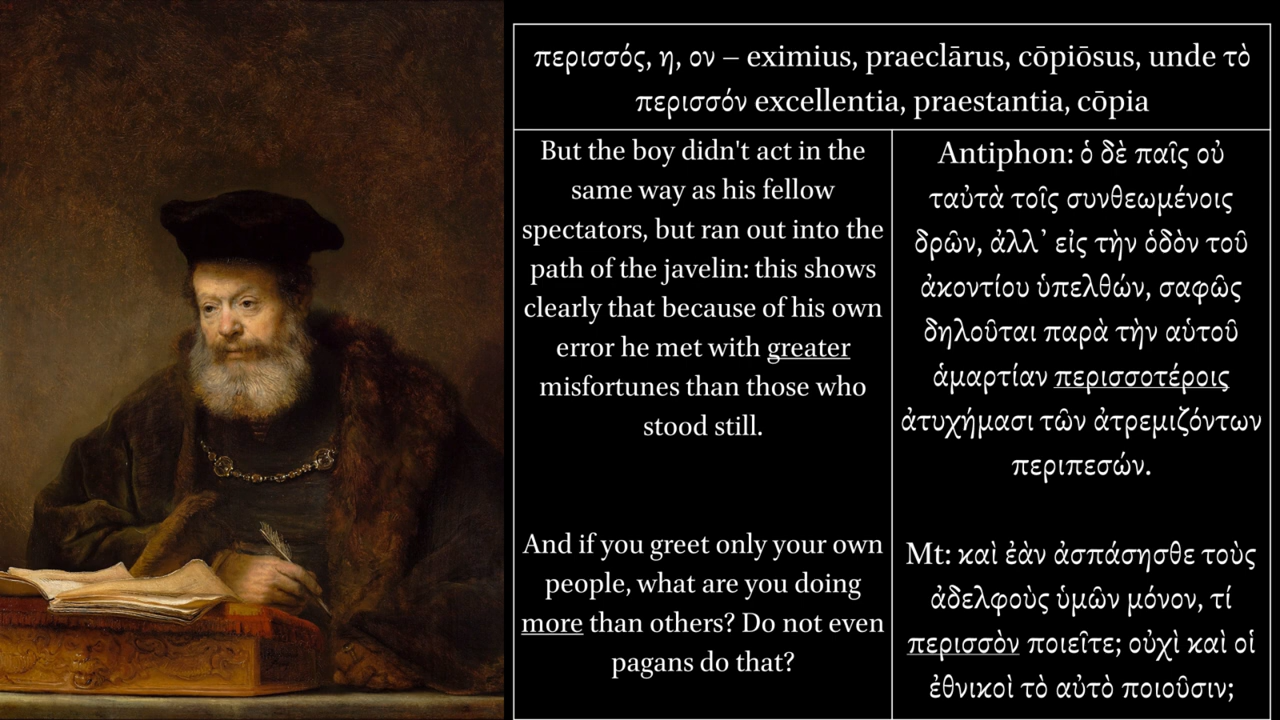 περισσός, η, ον – eximius, praeclārus, cōpiōsus, unde τὸ
περισσόν excellentia, praestantia, cōpia
But the boy didn't act in the
same way as his fellow
spectators, but ran out into the
path of the javelin: this shows
clearly that because of his own
error he met with greater
misfortunes than those who
stood still.
Antiphon: ὁ δὲ παῖς οὐ
ταὐτὰ τοῖς συνθεωμένοις
δρῶν, ἀλλ’ εἰς τὴν ὁδὸν τοῦ
ἀκοντίου ὑπελθών, σαφῶς
δηλοῦται παρὰ τὴν αὑτοῦ
ἁμαρτίαν περισσοτέροις
ἀτυχήμασι τῶν ἀτρεμιζόντων
περιπεσών.
And if you greet only your own
people, what are you doing
more than others? Do not even
pagans do that?
Mt: καὶ ἐὰν ἀσπάσησθε τοὺς
ἀδελφοὺς ὑμῶν μόνον, τί
περισσὸν ποιεῖτε; οὐχὶ καὶ οἱ
ἐθνικοὶ τὸ αὐτὸ ποιοῦσιν;